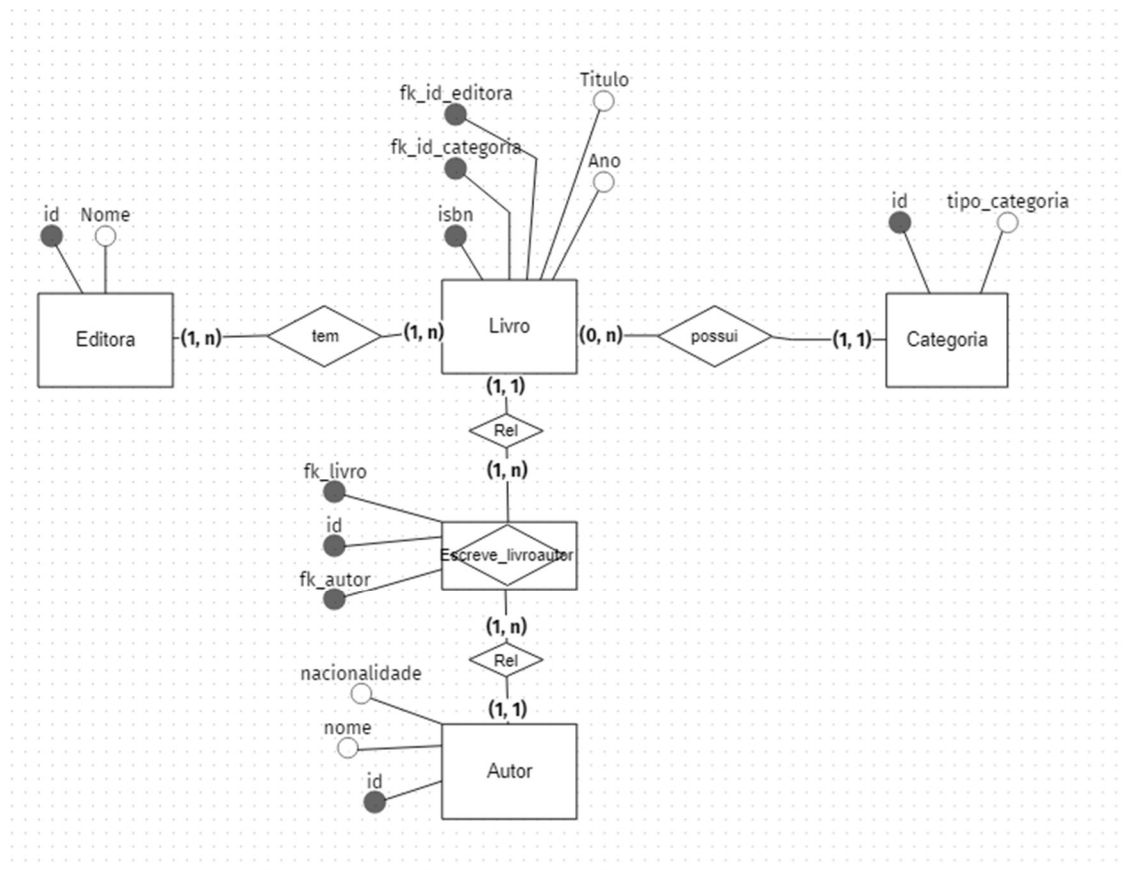 Titulo
fk_id_editora
fk_id_categoria
Ano
isbn
id
Nome
id
tipo_categoria
Editora
(1, n)
tem
(1, n)
Livro
(0, n)
possui
(1, 1)
Categoria
(1, 1)
Rel
(1, n)
fk_livro
id
fk_autor
Escreve_livroautor
(1, n)
Rel
(1, 1)
nacionalidade
nome
id
Autor